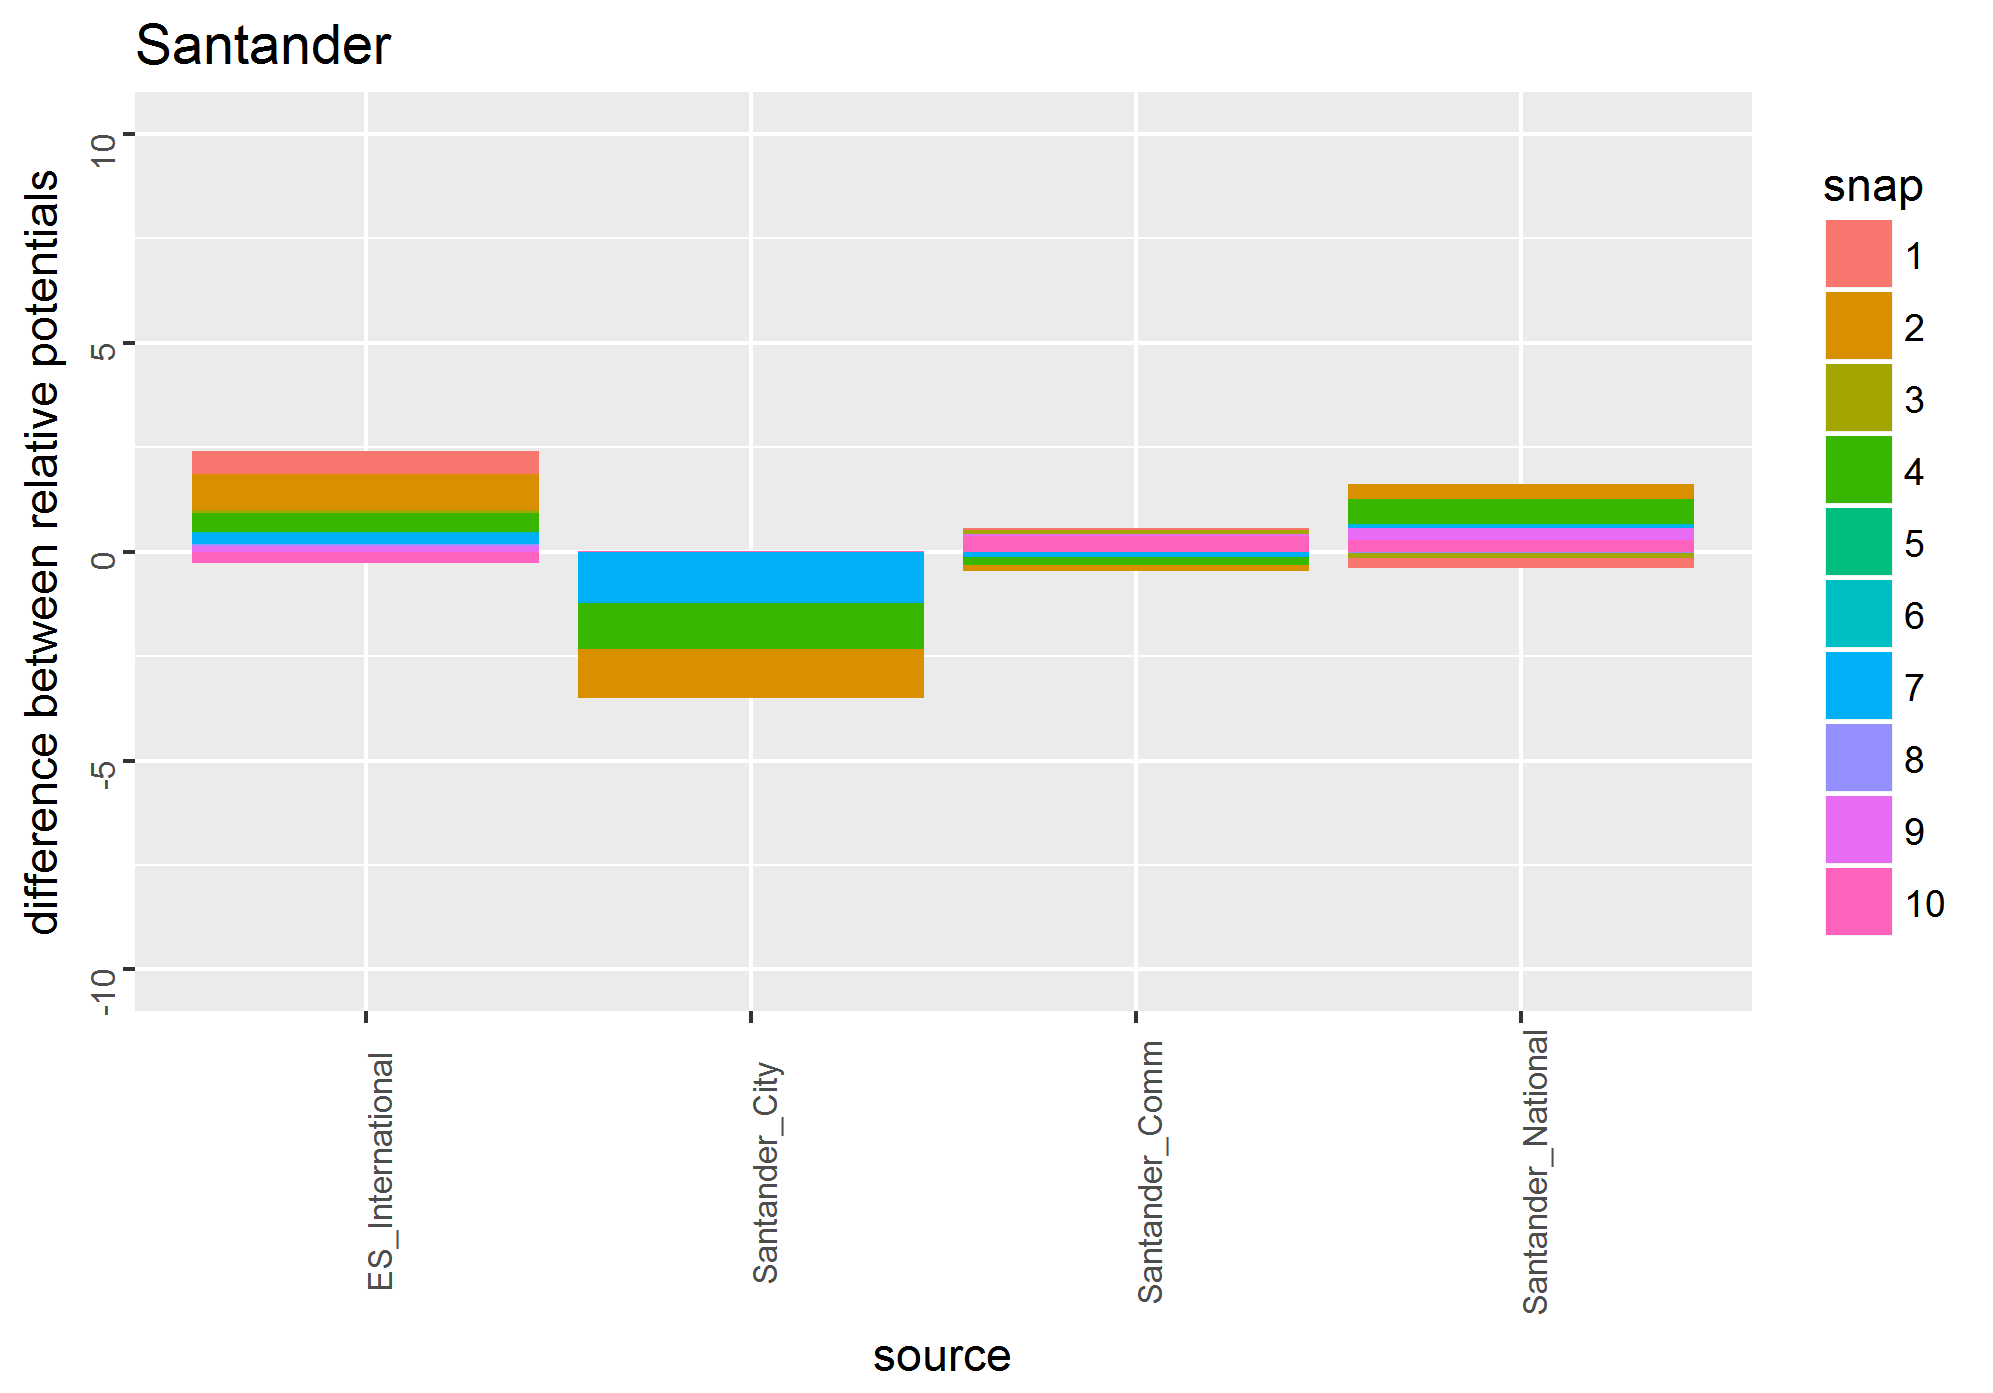 Santander
difference between relative potentials
10
5
0
-5
-10
ES_International
Santander_City
Santander_Comm
Santander_National
source
snap
1
2
3
4
5
6
7
8
9
10